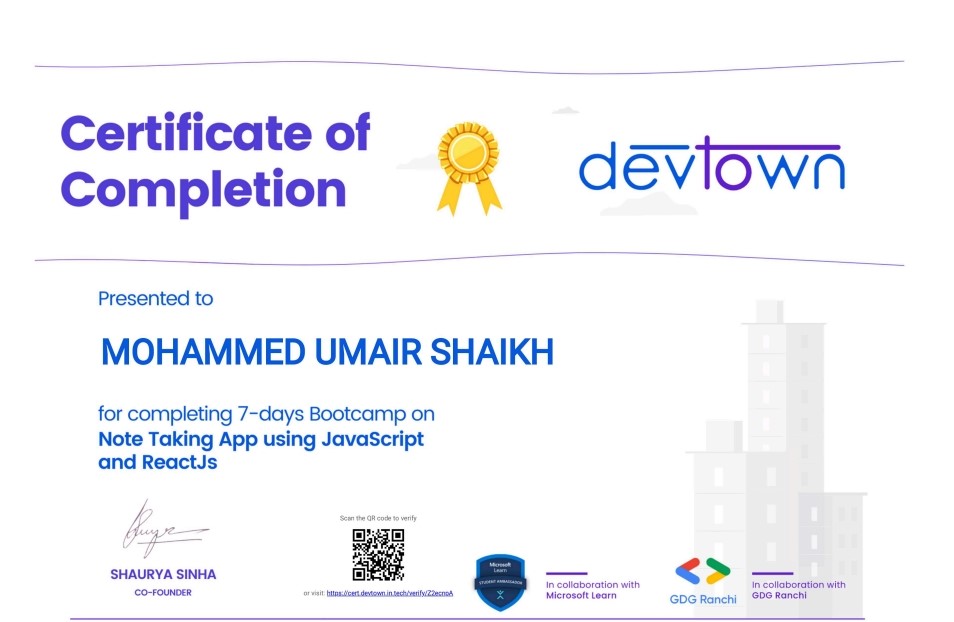 Certificate of
Completion
devtown
Presented to
MOHAMMED UMAIR SHAIKH
for completing 7-days Bootcamp on
Note Taking App using JavaScript
and ReactJs
SHAURYA SINHA
CO-FOUNDER
Scan the QR code to verify
or visit: https://cert.devtown.in.tech/verify/Z2ecnoA
Microsoft
Learn
STUDENT AMBASSADOR
In collaboration with
Microsoft Learn
GDG Ranchi
In collaboration with
GDG Ranchi